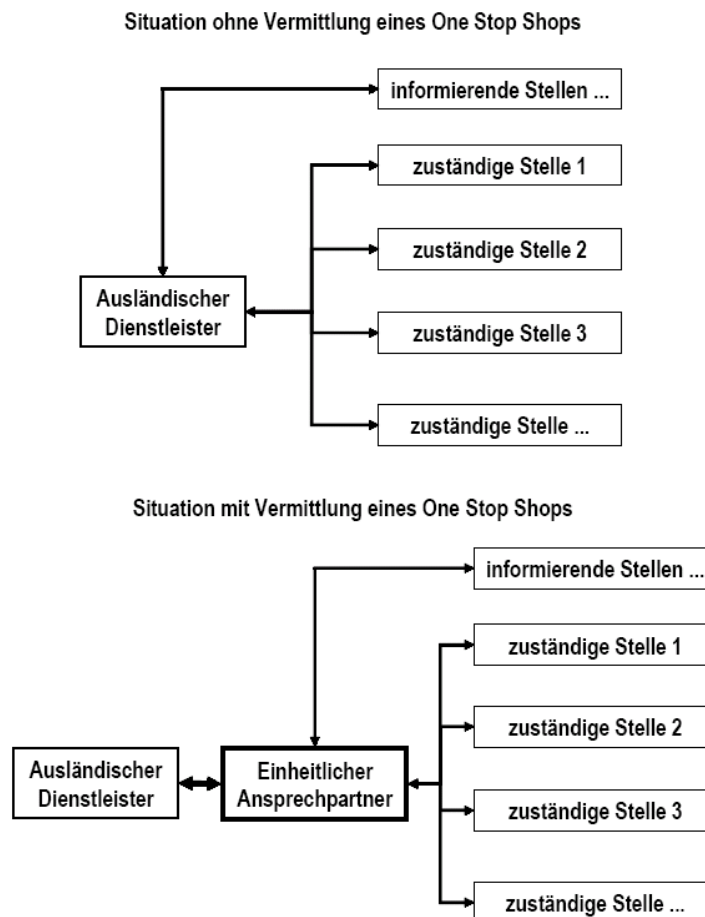 Situation ohne Vermittlung eines One Stop Shops
informierende Stellen ...
zuständige Stelle 1
zuständige Stelle 2
Ausländischer
Dienstleister
zuständige Stelle 3
zuständige Stelle ...
Situation mit Vermittlung eines One Stop Shops
informierende Stellen ...
zuständige Stelle 1
zuständige Stelle 2
Ausländischer
Dienstleister
Einheitlicher
Ansprechpartner
zuständige Stelle 3
zuständige Stelle ...